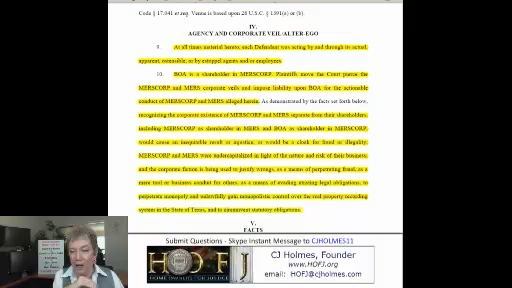 Code § 17.041 et.seq. Venue is based upon 28 U.S.C. § 1391(a) or (b).
IV.
AGENCY AND CORPORATE VEIL/ALTER-EGO
9. At all times material hereto, each Defendant was acting by and through its actual,
apparent, ostensible, or by estoppel agents and/or employees.
10. BOA is a shareholder in MERSCORP. Plaintiffs move the Court pierce the
MERSCORP and MERS corporate veils and impose liability upon BOA for the actionable
conduct of MERSCORP and MERS alleged herein. As demonstrated by the facts set forth below,
recognizing the corporate existence of MERSCORP and MERS separate from their shareholders,
including MERSCORP as shareholder in MERS and BOA as shareholder in MERSCORP,
would cause an inequitable result or injustice, or would be a cloak for fraud or illegality.
MERSCORP and MERS were undercapitalized in light of the nature and risk of their business,
and the corporate fiction is being used to justify wrongs, as a means of perpetrating fraud, as a
mere tool or business conduit for others, as a means of evading existing legal obligations, to
perpetrate monopoly and unlawfully gain monopolistic control over the real property recording
system in the State of Texas, and to circumvent statutory obligations.
V.
FACTS
Submit Questions - Skype Instant Message to CJHOLMES11
HOFJ
CJ Holmes, Founder
www.HOFJ.org
email: HOFJ@cjholmes.com